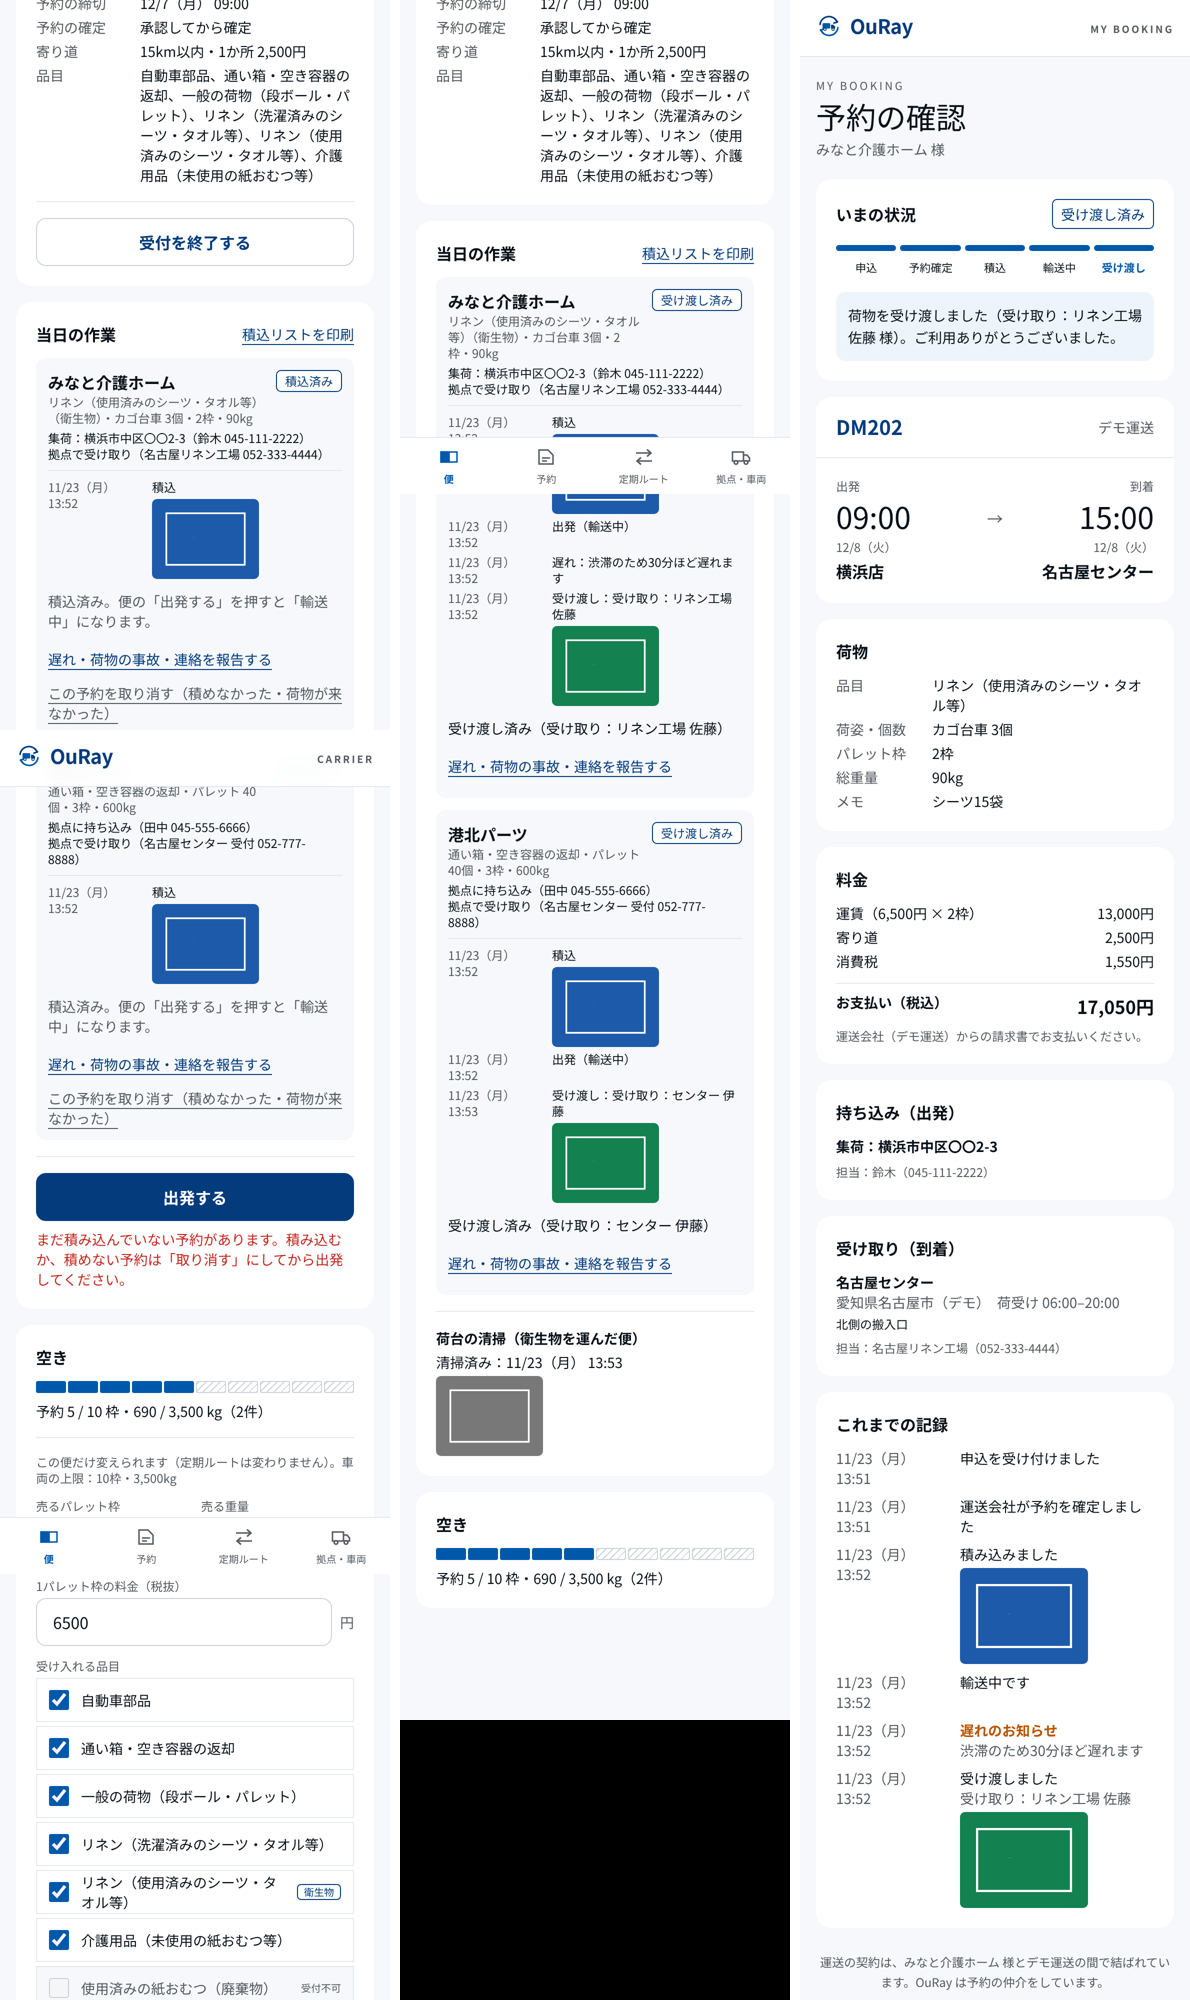 予約の締切 12/7（月） 09:00
予約の確定 承認してから確定
寄り道 15km以内・1か所 2,500円
品目 自動車部品、通い箱・空き容器の
返却、一般の荷物（段ボール・パ
レット）、リネン（洗濯済みのシ
ーツ・タオル等）、リネン（使用
済みのシーツ・タオル等）、介護
用品（未使用の紙おむつ等）
受付を終了する
当日の作業 積込リストを印刷
みなと介護ホーム 積込済み
リネン（使用済みのシーツ・タオル等）
（衛生物）・カゴ台車 3個・2枠・90kg
集荷：横浜市中区〇〇2-3（鈴木 045-111-2222）
拠点で受け取り（名古屋リネン工場 052-333-4444）
11/23（月） 積込
13:52
積込済み。便の「出発する」を押すと「輸送
中」になります。
遅れ・荷物の事故・連絡を報告する
この予約を取り消す（積めなかった・荷物が来
なかった）
OuRay CARRIER
通い箱・空き容器の返却・パレット 40
個・3枠・600kg
拠点に持ち込み（田中 045-555-6666）
拠点で受け取り（名古屋センター 受付 052-777-
8888）
11/23（月） 積込
13:52
積込済み。便の「出発する」を押すと「輸送
中」になります。
遅れ・荷物の事故・連絡を報告する
この予約を取り消す（積めなかった・荷物が来
なかった）
出発する
まだ積み込んでいない予約があります。積み込む
か、積めない予約は「取り消す」にしてから出発
してください。
空き
予約 5 / 10 枠・690 / 3,500 kg（2件）
この便だけ変えられます（定期ルートは変わりません）。車
両の上限：10枠・3,500kg
売るパレット枠 売る重量
便 予約 定期ルート 拠点・車両
1パレット枠の料金（税抜）
6500 円
受け入れる品目
自動車部品
通い箱・空き容器の返却
一般の荷物（段ボール・パレット）
リネン（洗濯済みのシーツ・タオル等）
リネン（使用済みのシーツ・タ
オル等） 衛生物
介護用品（未使用の紙おむつ等）
使用済みの紙おむつ（廃棄物） 受付不可
予約の締切 12/7（月） 09:00
予約の確定 承認してから確定
寄り道 15km以内・1か所 2,500円
品目 自動車部品、通い箱・空き容器の
返却、一般の荷物（段ボール・パ
レット）、リネン（洗濯済みのシ
ーツ・タオル等）、リネン（使用
済みのシーツ・タオル等）、介護
用品（未使用の紙おむつ等）
当日の作業 積込リストを印刷
みなと介護ホーム 受け渡し済み
リネン（使用済みのシーツ・タオル
等）（衛生物）・カゴ台車 3個・2
枠・90kg
集荷：横浜市中区〇〇2-3（鈴木 045-111-2222）
拠点で受け取り（名古屋リネン工場 052-333-4444）
11/23（月） 積込
便 予約 定期ルート 拠点・車両
11/23（月） 出発（輸送中）
13:52
11/23（月） 遅れ：渋滞のため30分ほど遅れま
13:52 す
11/23（月） 受け渡し：受け取り：リネン工場
13:52 佐藤
受け渡し済み（受け取り：リネン工場 佐藤）
遅れ・荷物の事故・連絡を報告する
港北パーツ 受け渡し済み
通い箱・空き容器の返却・パレット
40個・3枠・600kg
拠点に持ち込み（田中 045-555-6666）
拠点で受け取り（名古屋センター 受付 052-777-
8888）
11/23（月） 積込
13:52
11/23（月） 出発（輸送中）
13:52
11/23（月） 受け渡し：受け取り：センター 伊
13:53 藤
受け渡し済み（受け取り：センター 伊藤）
遅れ・荷物の事故・連絡を報告する
荷台の清掃（衛生物を運んだ便）
清掃済み：11/23（月） 13:53
空き
予約 5 / 10 枠・690 / 3,500 kg（2件）
OuRay MY BOOKING
MY BOOKING
予約の確認
みなと介護ホーム 様
いまの状況 受け渡し済み
申込 予約確定 積込 輸送中 受け渡し
荷物を受け渡しました（受け取り：リネン工場
佐藤 様）。ご利用ありがとうございました。
DM202 デモ運送
出発 到着
09:00 → 15:00
12/8（火） 12/8（火）
横浜店 名古屋センター
荷物
品目 リネン（使用済みのシーツ・タオ
ル等）
荷姿・個数 カゴ台車 3個
パレット枠 2枠
総重量 90kg
メモ シーツ15袋
料金
運賃（6,500円 × 2枠） 13,000円
寄り道 2,500円
消費税 1,550円
お支払い（税込） 17,050円
運送会社（デモ運送）からの請求書でお支払いください。
持ち込み（出発）
集荷：横浜市中区〇〇2-3
担当：鈴木（045-111-2222）
受け取り（到着）
名古屋センター
愛知県名古屋市（デモ） 荷受け 06:00–20:00
北側の搬入口
担当：名古屋リネン工場（052-333-4444）
これまでの記録
11/23（月） 申込を受け付けました
13:51
11/23（月） 運送会社が予約を確定しまし
13:51 た
11/23（月） 積み込みました
13:52
11/23（月） 輸送中です
13:52
11/23（月） 遅れのお知らせ
13:52 渋滞のため30分ほど遅れます
11/23（月） 受け渡しました
13:52 受け取り：リネン工場 佐藤
運送の契約は、みなと介護ホーム 様とデモ運送の間で結ばれてい
ます。OuRay は予約の仲介をしています。